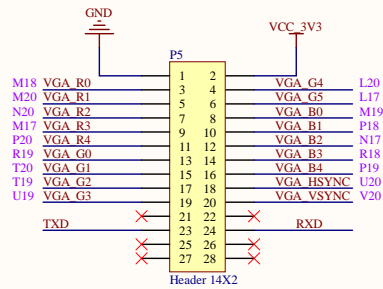 GND
VCC_3V3
P5
1 2
M18 VGA_R0 3 4 VGA_G4 L20
M20 VGA_R1 5 6 VGA_G5 L17
N20 VGA_R2 7 8 VGA_B0 M19
M17 VGA_R3 9 10 VGA_B1 P18
P20 VGA_R4 11 12 VGA_B2 N17
R19 VGA_G0 13 14 VGA_B3 R18
T20 VGA_G1 15 16 VGA_B4 P19
T19 VGA_G2 17 18 VGA_HSYNC U20
U19 VGA_G3 19 20 VGA_VSYNC V20
21 22
TXD 23 24 RXD
25 26
27 28
Header 14X2